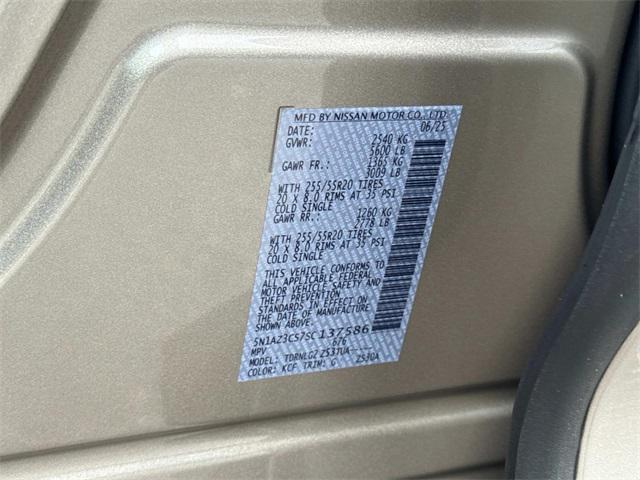 MFD BY NISSAN MOTOR CO., LTD.
DATE: 06/25
GVWR: 2540 KG
5600 LB
GAWR FR.: 1365 KG
3009 LB
WITH 255/55R20 TIRES
20 X 8.0 RIMS AT 35 PSI
COLD SINGLE
GAWR RR.: 1260 KG
2778 LB
WITH 255/55R20 TIRES
20 X 8.0 RIMS AT 35 PSI
COLD SINGLE
THIS VEHICLE CONFORMS TO
ALL APPLICABLE FEDERAL
MOTOR VEHICLE SAFETY AND
STANDARDS IN EFFECT ON
THE DATE OF MANUFACTURE
SHOWN ABOVE
5N1AZ3CS7SC137586
MPV 676
MODEL: TDRNLGZ
COLOR: KCF TRIM: G